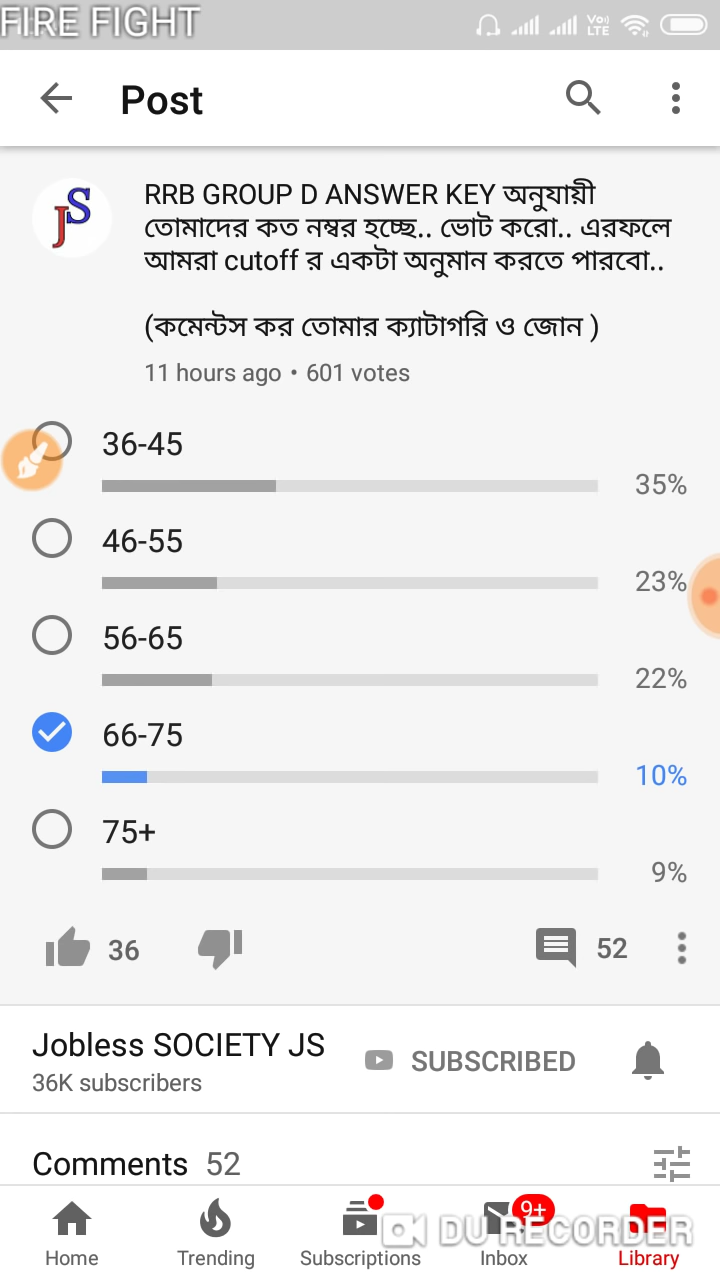 FIRE FIGHT
Vo) LTE
Post
JS
RRB GROUP D ANSWER KEY অনুযায়ী
তোমাদের কত নম্বর হচ্ছে.. ভোট করো.. এরফলে
আমরা cutoff র একটা অনুমান করতে পারবো..
(কমেন্টস কর তোমার ক্যাটাগরি ও জোন )
11 hours ago • 601 votes
36-45
35%
46-55
23%
56-65
22%
66-75
10%
75+
9%
36
52
Jobless SOCIETY JS
SUBSCRIBED
36K subscribers
Comments 52
9+
DU RECORDER
Home
Trending
Subscriptions
Inbox
Library